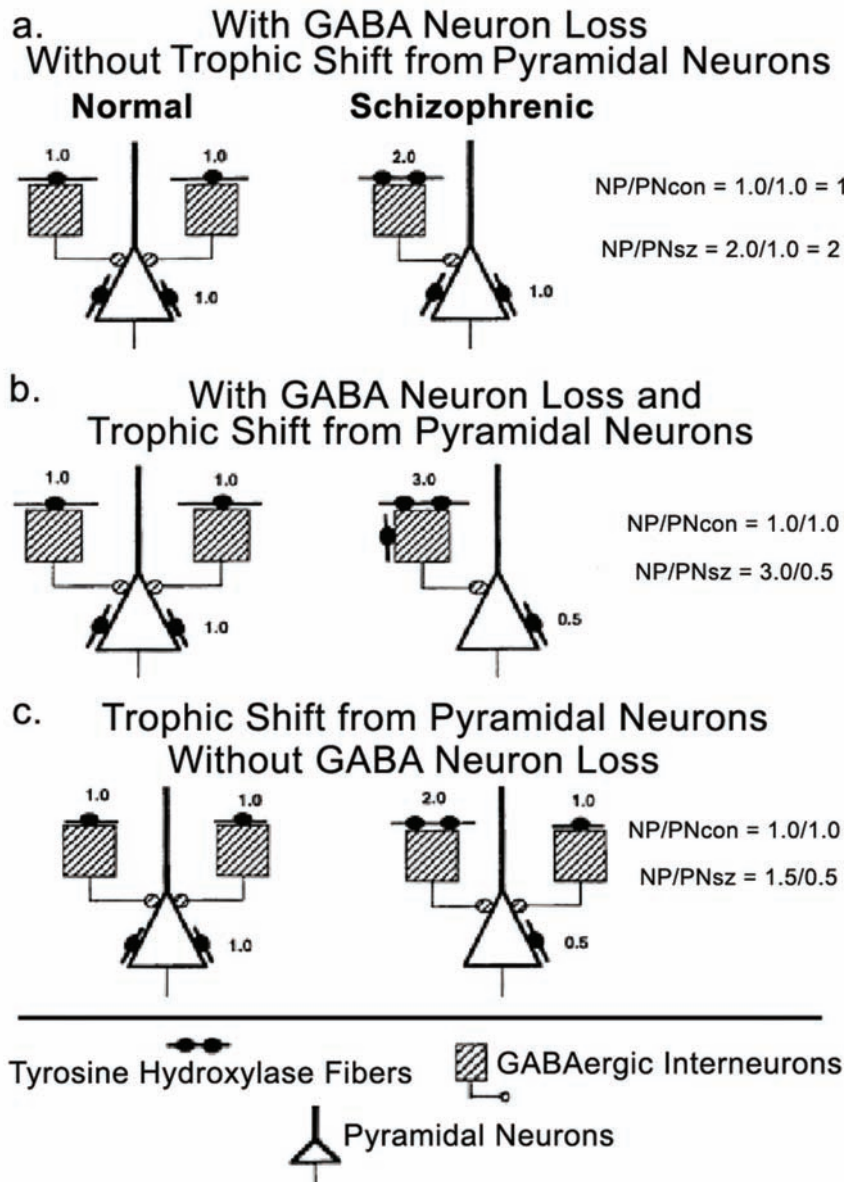 a. With GABA Neuron Loss
Without Trophic Shift from Pyramidal Neurons
Normal Schizophrenic
1.0 1.0 2.0
NP/PNcon = 1.0/1.0 = 1
NP/PNsz = 2.0/1.0 = 2
1.0 1.0
b. With GABA Neuron Loss and
Trophic Shift from Pyramidal Neurons
1.0 1.0 3.0
NP/PNcon = 1.0/1.0
NP/PNsz = 3.0/0.5
1.0 0.5
c. Trophic Shift from Pyramidal Neurons
Without GABA Neuron Loss
1.0 1.0 2.0 1.0
NP/PNcon = 1.0/1.0
NP/PNsz = 1.5/0.5
1.0 0.5
Tyrosine Hydroxylase Fibers GABAergic Interneurons
Pyramidal Neurons